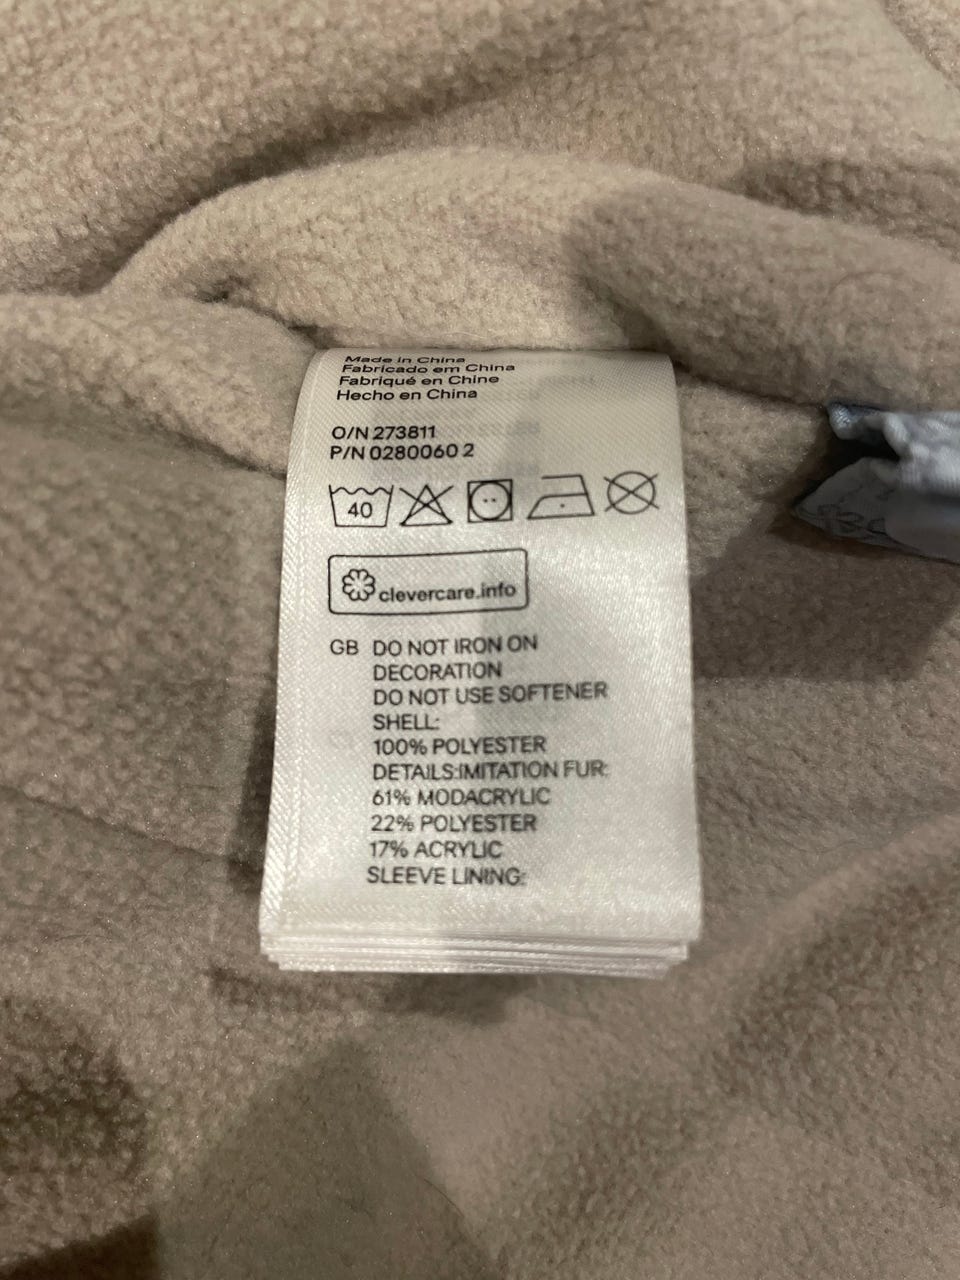 Made in China
Fabricado em China
Fabriqué en Chine
Hecho en China
O/N 273811
P/N 0280060 2
40
clevercare.info
GB DO NOT IRON ON
DECORATION
DO NOT USE SOFTENER
SHELL:
100% POLYESTER
DETAILS:IMITATION FUR:
61% MODACRYLIC
22% POLYESTER
17% ACRYLIC
SLEEVE LINING: